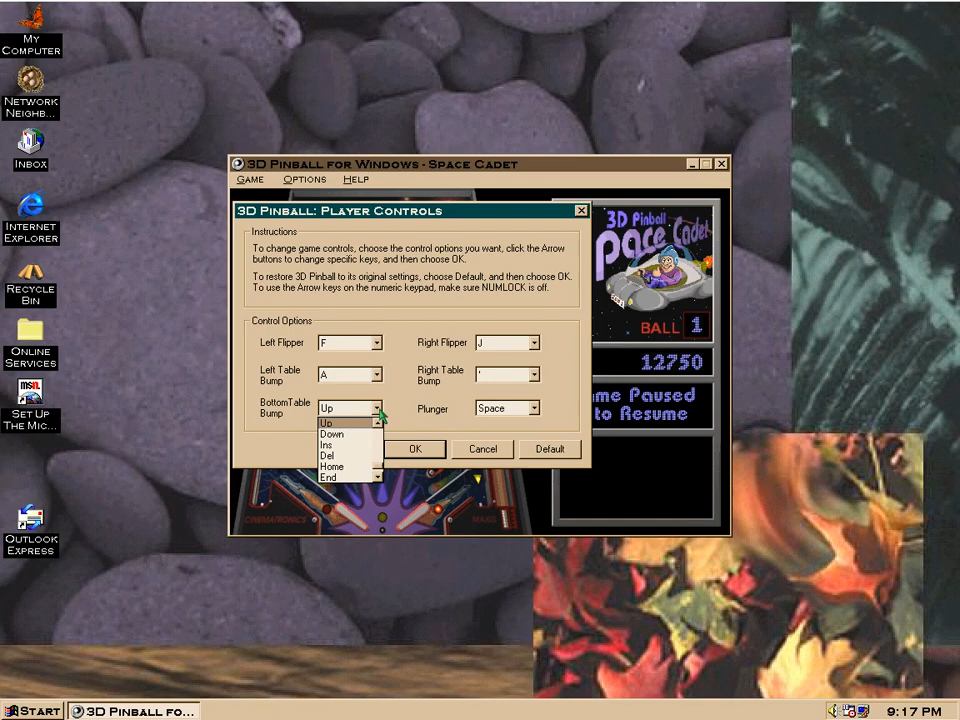 My
Computer
Network
Neighb...
Inbox
Internet
Explorer
Recycle
Bin
Online
Services
msn.
Set Up
The Mic...
Outlook
Express
3D Pinball for Windows - Space Cadet
Game Options Help
3D Pinball: Player Controls
Instructions
To change game controls, choose the control options you want, click the Arrow
buttons to change specific keys, and then choose OK.
To restore 3D Pinball to its original settings, choose Default, and then choose OK.
To use the Arrow keys on the numeric keypad, make sure NUMLOCK is off.
Control Options
Left Flipper F Right Flipper J
Left Table
Bump A Right Table
Bump '
BottomTable
Bump Up Plunger Space
Up
Down
Ins
Del
Home
End
OK Cancel Default
3D Pinball
pace Cadet
BALL 1
12750
me Paused
to Resume
CINEMATRONICS
MAXIS
Start 3D Pinball fo... 9:17 PM